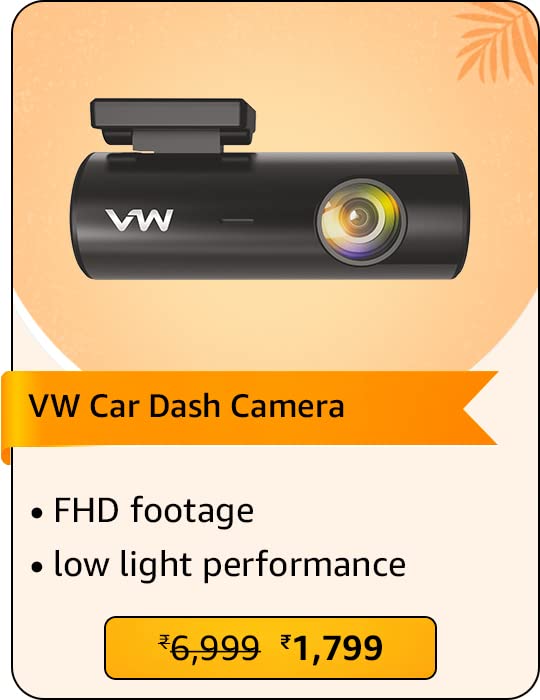 VW
VW Car Dash Camera
• FHD footage
• low light performance
₹6,999 ₹1,799